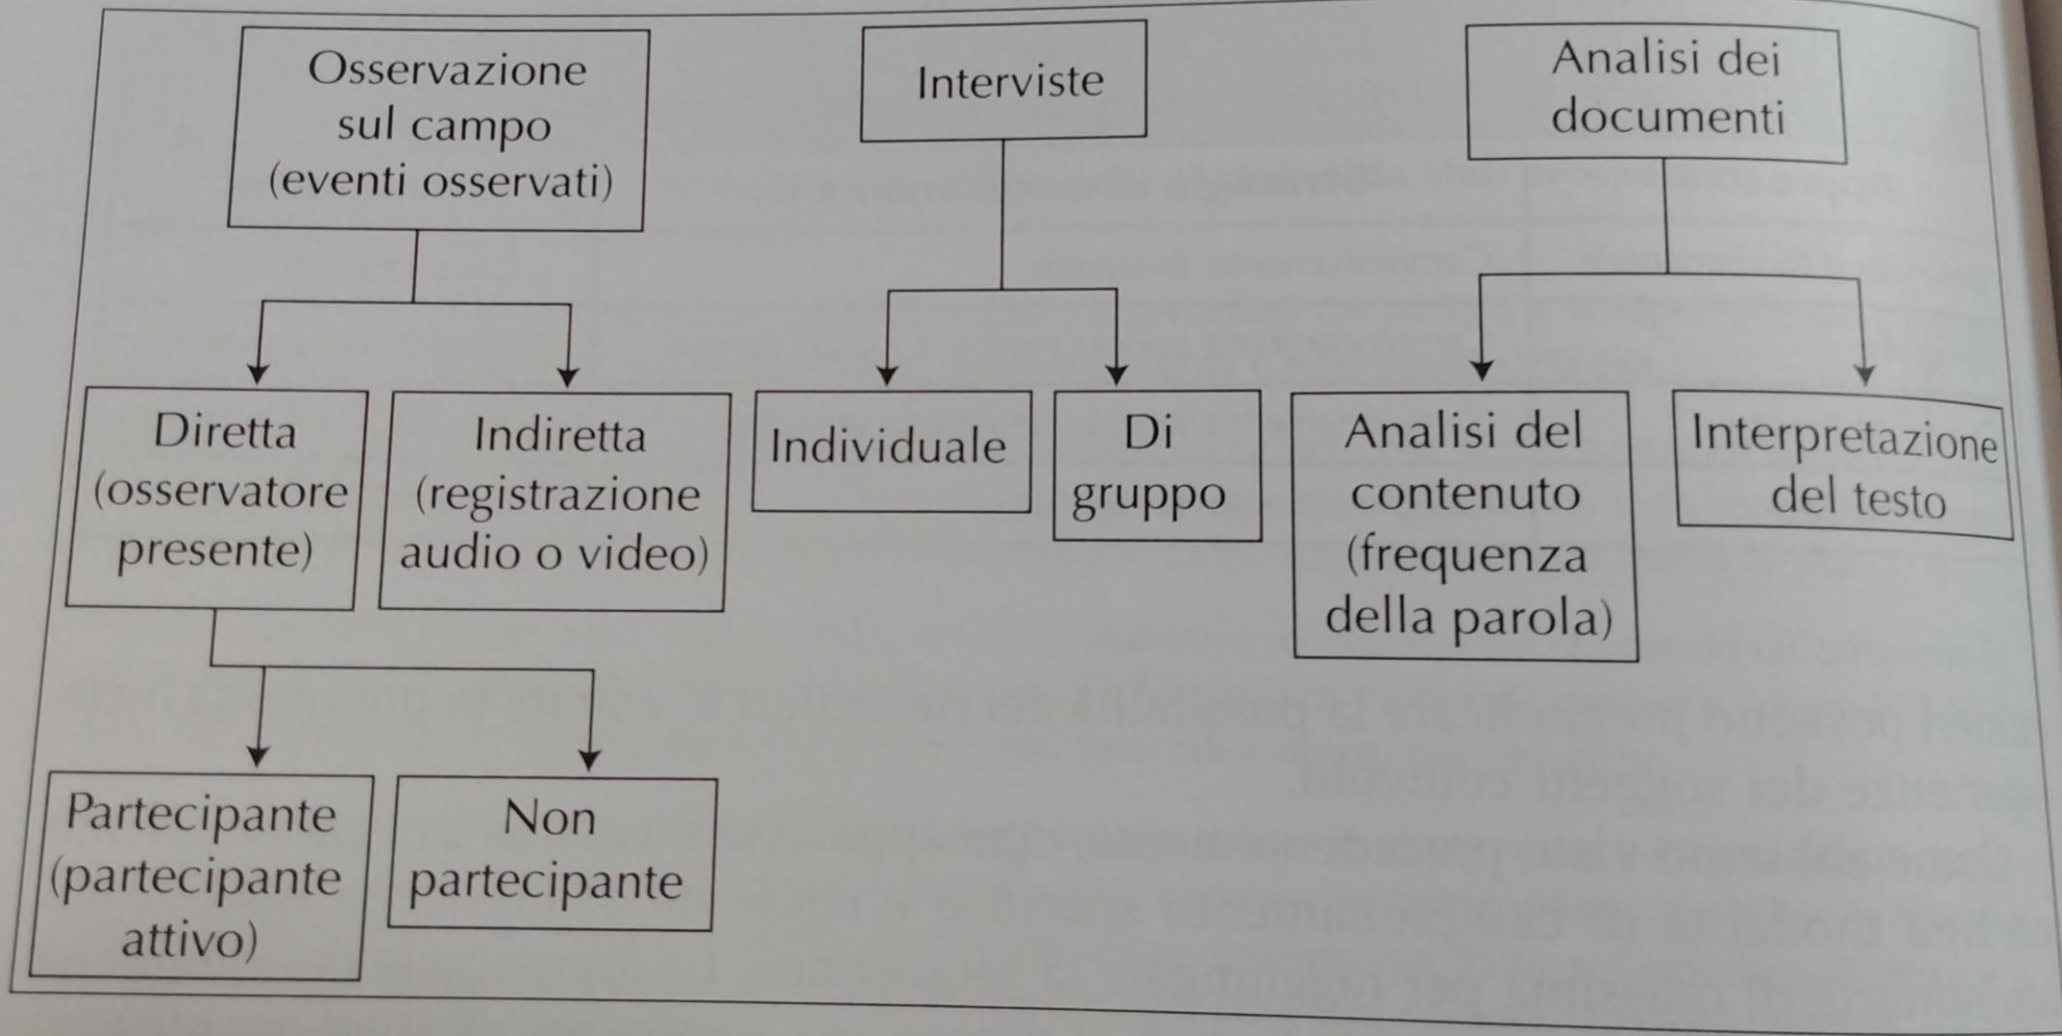 Osservazione
sul campo
(eventi osservati)
Interviste
Analisi dei
documenti
Diretta
(osservatore
presente)
Indiretta
(registrazione
audio o video)
Individuale
Di
gruppo
Analisi del
contenuto
(frequenza
della parola)
Interpretazione
del testo
Partecipante
(partecipante
attivo)
Non
partecipante